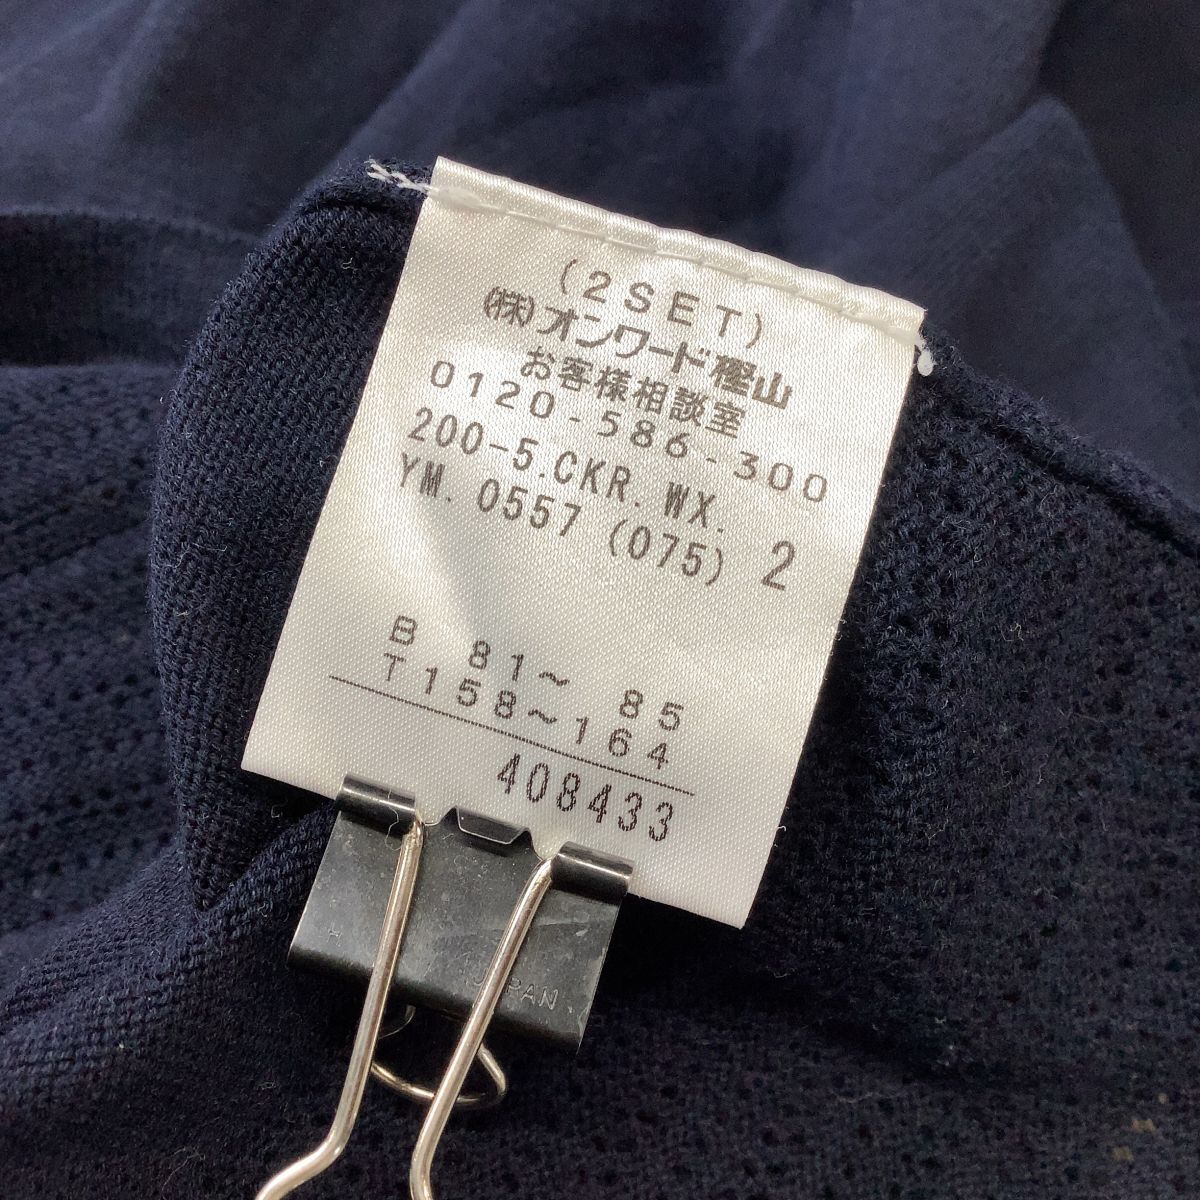 (2SET)
(株)オンワード樫山
お客様相談室
0120-586-300
200-5.CKR.WX.
YM.0557(075) 2
B 81～ 85
T158～164
408433
JAPAN